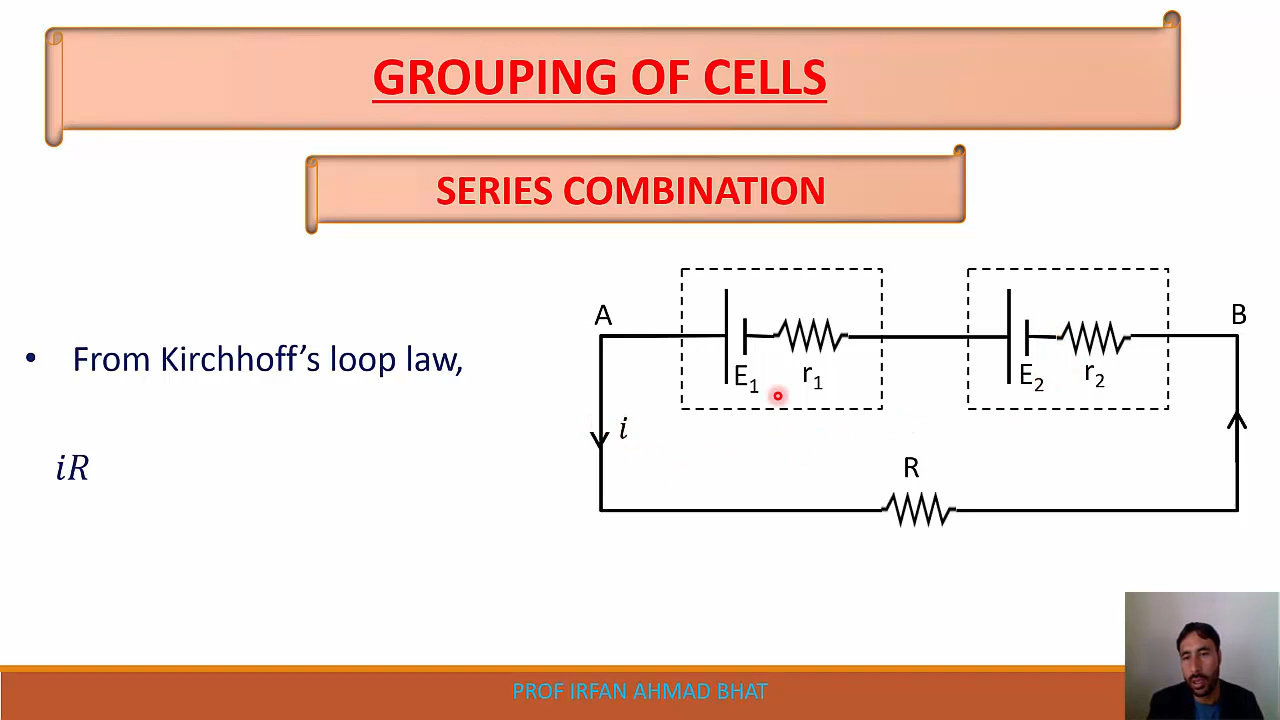 GROUPING OF CELLS
SERIES COMBINATION
• From Kirchhoff’s loop law,
iR
A
B
E₁
r₁
E₂
r₂
i
R
PROF IRFAN AHMAD BHAT